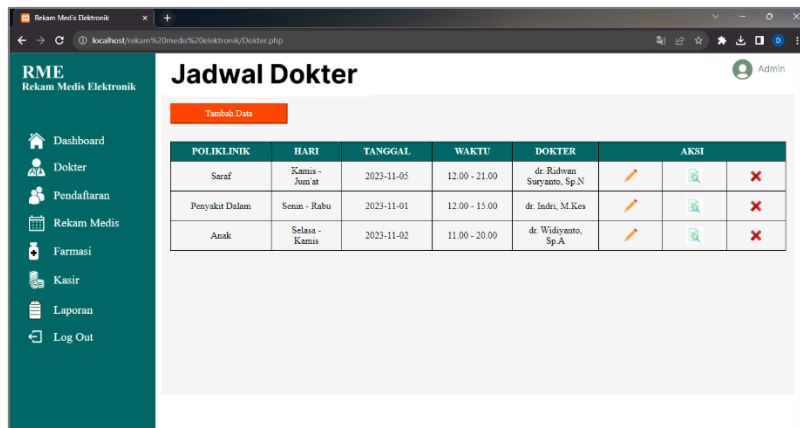 Rekam Medis Elektronik
localhost/rekam%20medis%20elektronik/Dokter.php
D
RME
Rekam Medis Elektronik
Jadwal Dokter
Admin
Tambah Data
Dashboard
Dokter
Pendaftaran
Rekam Medis
Farmasi
Kasir
Laporan
Log Out
POLIKLINIK HARI TANGGAL WAKTU DOKTER AKSI
Saraf Kamis - Jum'at 2023-11-05 12.00 - 21.00 dr. Ridwan Suryanto, Sp.N
Penyakit Dalam Senin - Rabu 2023-11-01 12.00 - 15.00 dr. Indri, M.Kes
Anak Selasa - Kamis 2023-11-02 11.00 - 20.00 dr. Widiyanto, Sp.A